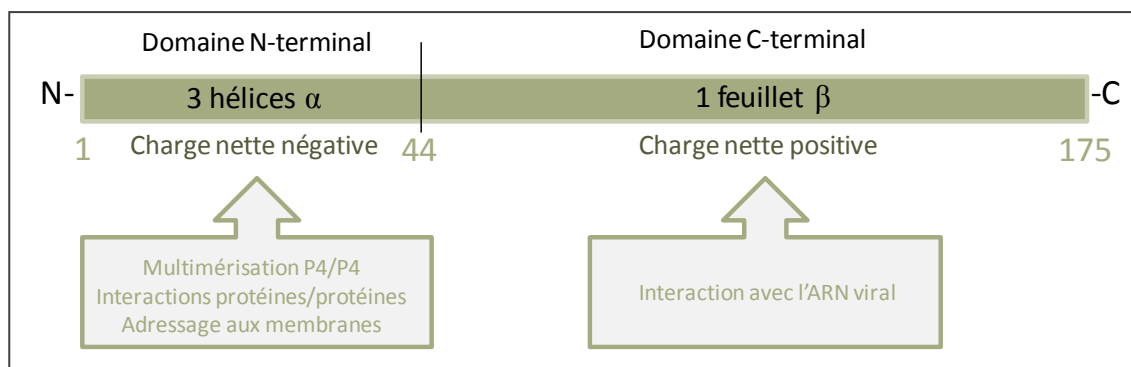 Domaine N-terminal
Domaine C-terminal
N-
3 hélices α
1 feuillet β
-C
1
Charge nette négative
44
Charge nette positive
175
Multimérisation P4/P4
Interactions protéines/protéines
Adressage aux membranes
Interaction avec l'ARN viral